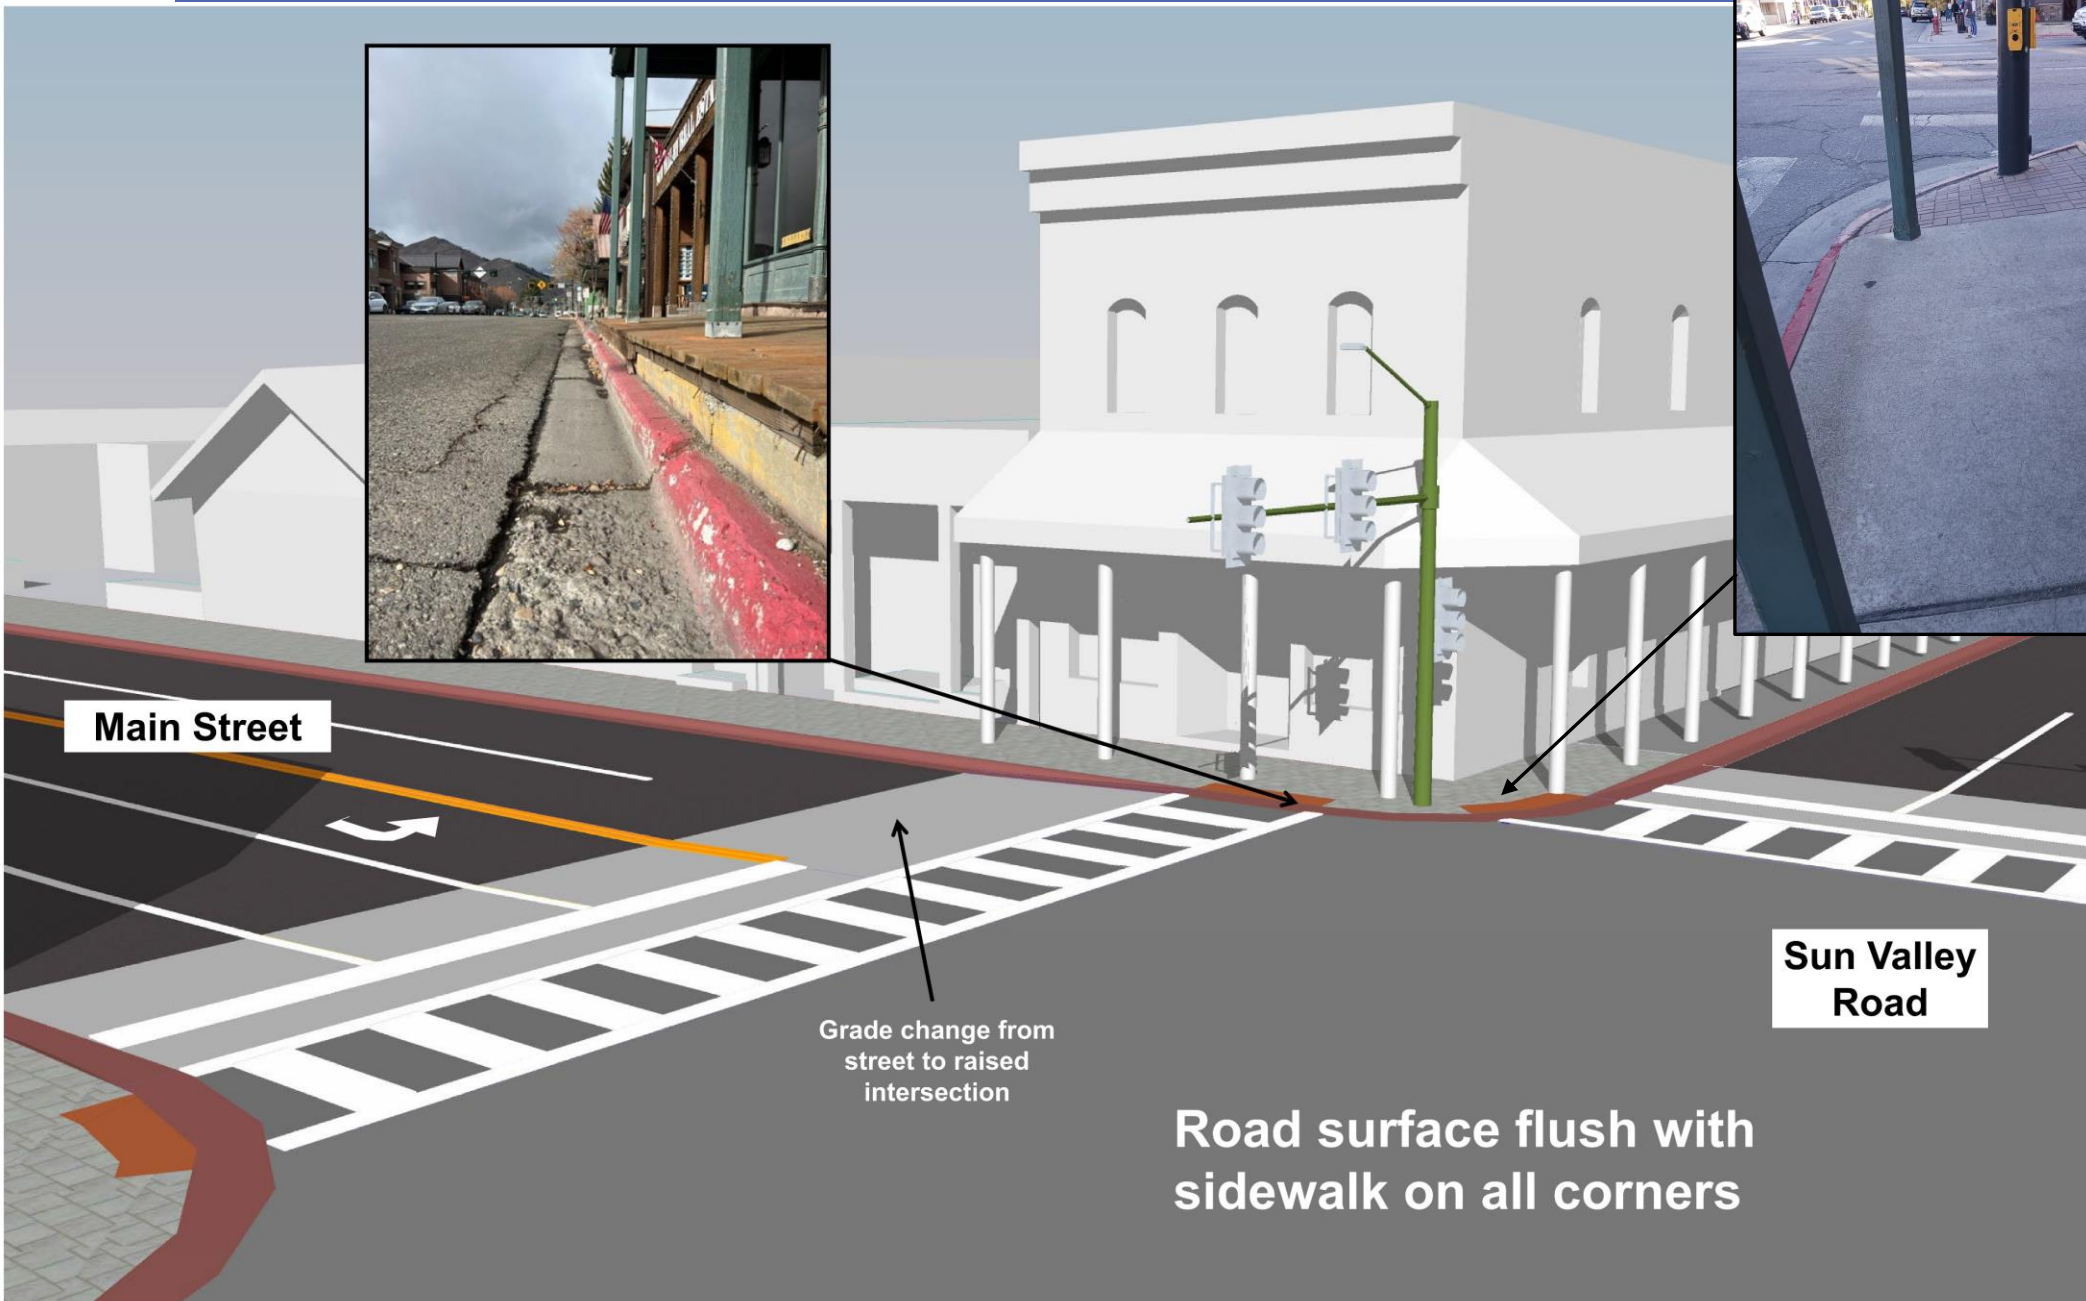 Main Street
Sun Valley
Road
Grade change from
street to raised
intersection
Road surface flush with
sidewalk on all corners